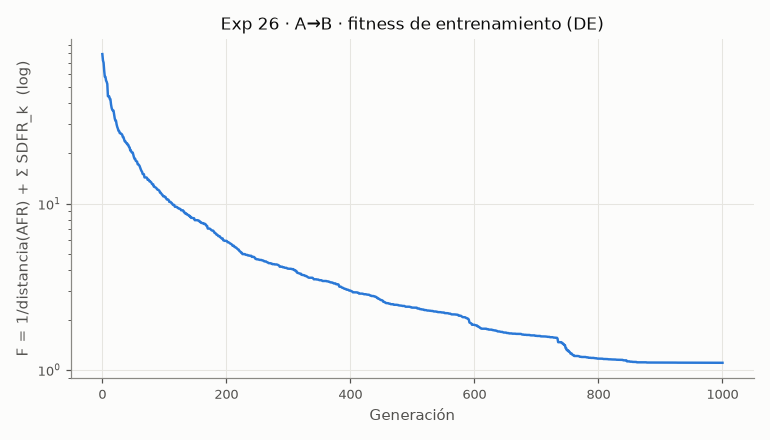 Exp 26 · A→B · fitness de entrenamiento (DE)
F = 1/distancia(AFR) + Σ SDFR_k (log)
10¹
10⁰
0 200 400 600 800 1000
Generación